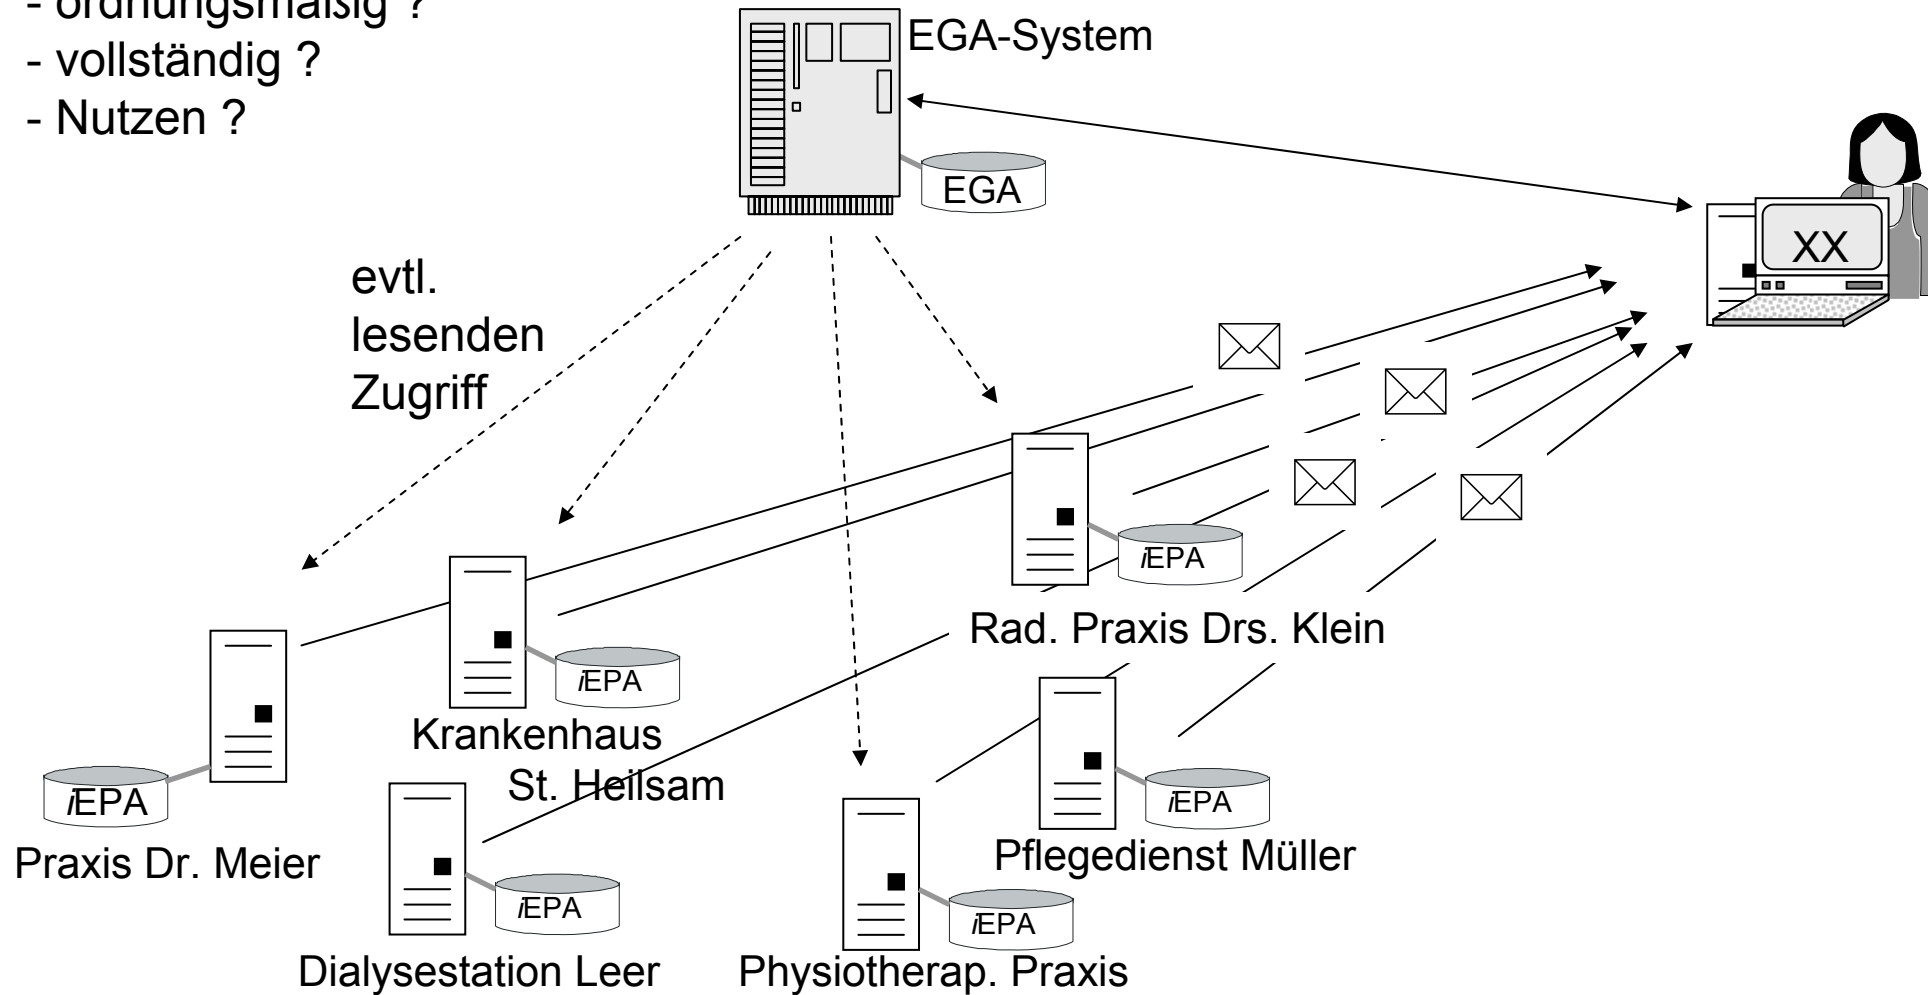 - ordnungsmäßig ?
- vollständig ?
- Nutzen ?
EGA-System
EGA
XX
evtl.
lesenden
Zugriff
iEPA
Rad. Praxis Drs. Klein
iEPA
Krankenhaus
St. Heilsam
iEPA
Praxis Dr. Meier
iEPA
Pflegedienst Müller
iEPA
Dialysestation Leer
iEPA
Physiotherap. Praxis